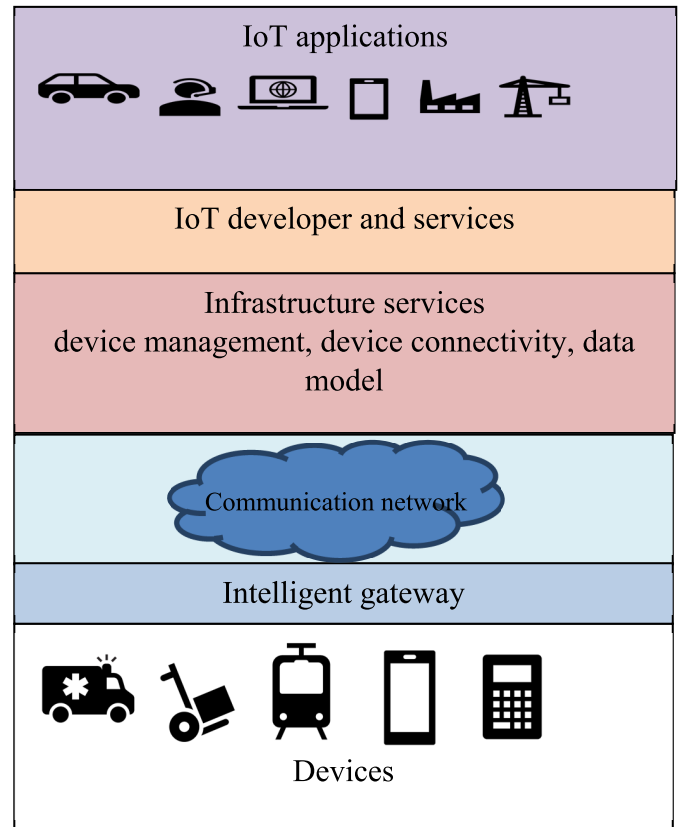 IoT applications
IoT developer and services
Infrastructure services
device management, device connectivity, data
model
Communication network
Intelligent gateway
Devices